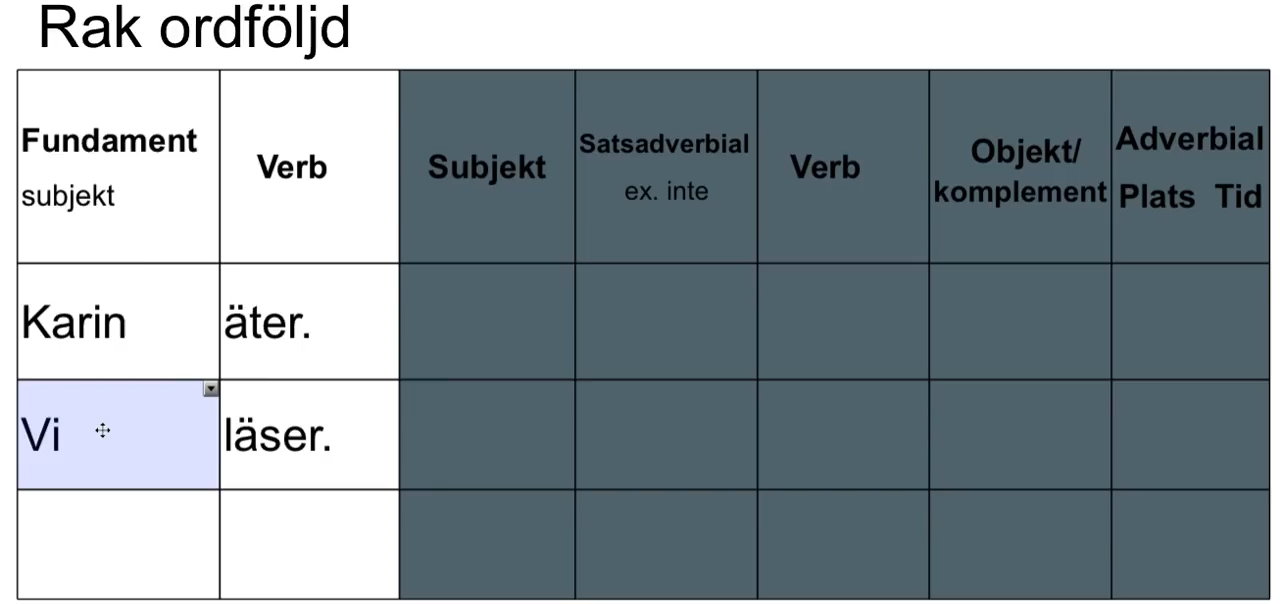 Rak ordföljd
Fundament
subjekt
Verb
Subjekt
Satsadverbial
ex. inte
Verb
Objekt/
komplement
Adverbial
Plats Tid
Karin äter.
Vi läser.